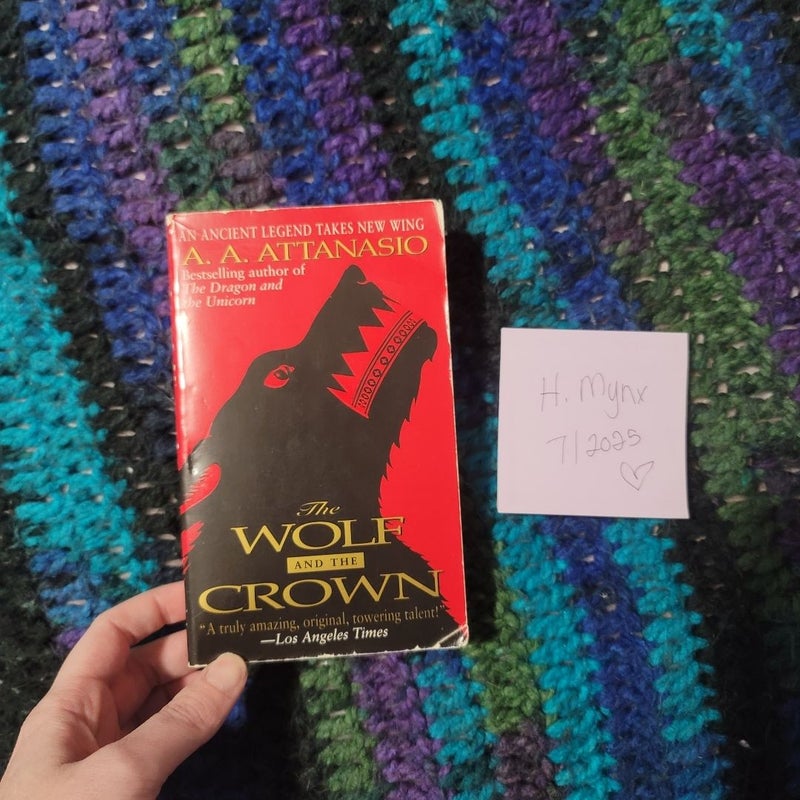 AN ANCIENT LEGEND TAKES NEW WING
A. A. ATTANASIO
Bestselling author of
The Dragon and
the Unicorn
The
WOLF
AND THE
CROWN
"A truly amazing, original, towering talent!"
—Los Angeles Times
H. Mynx
7/2025